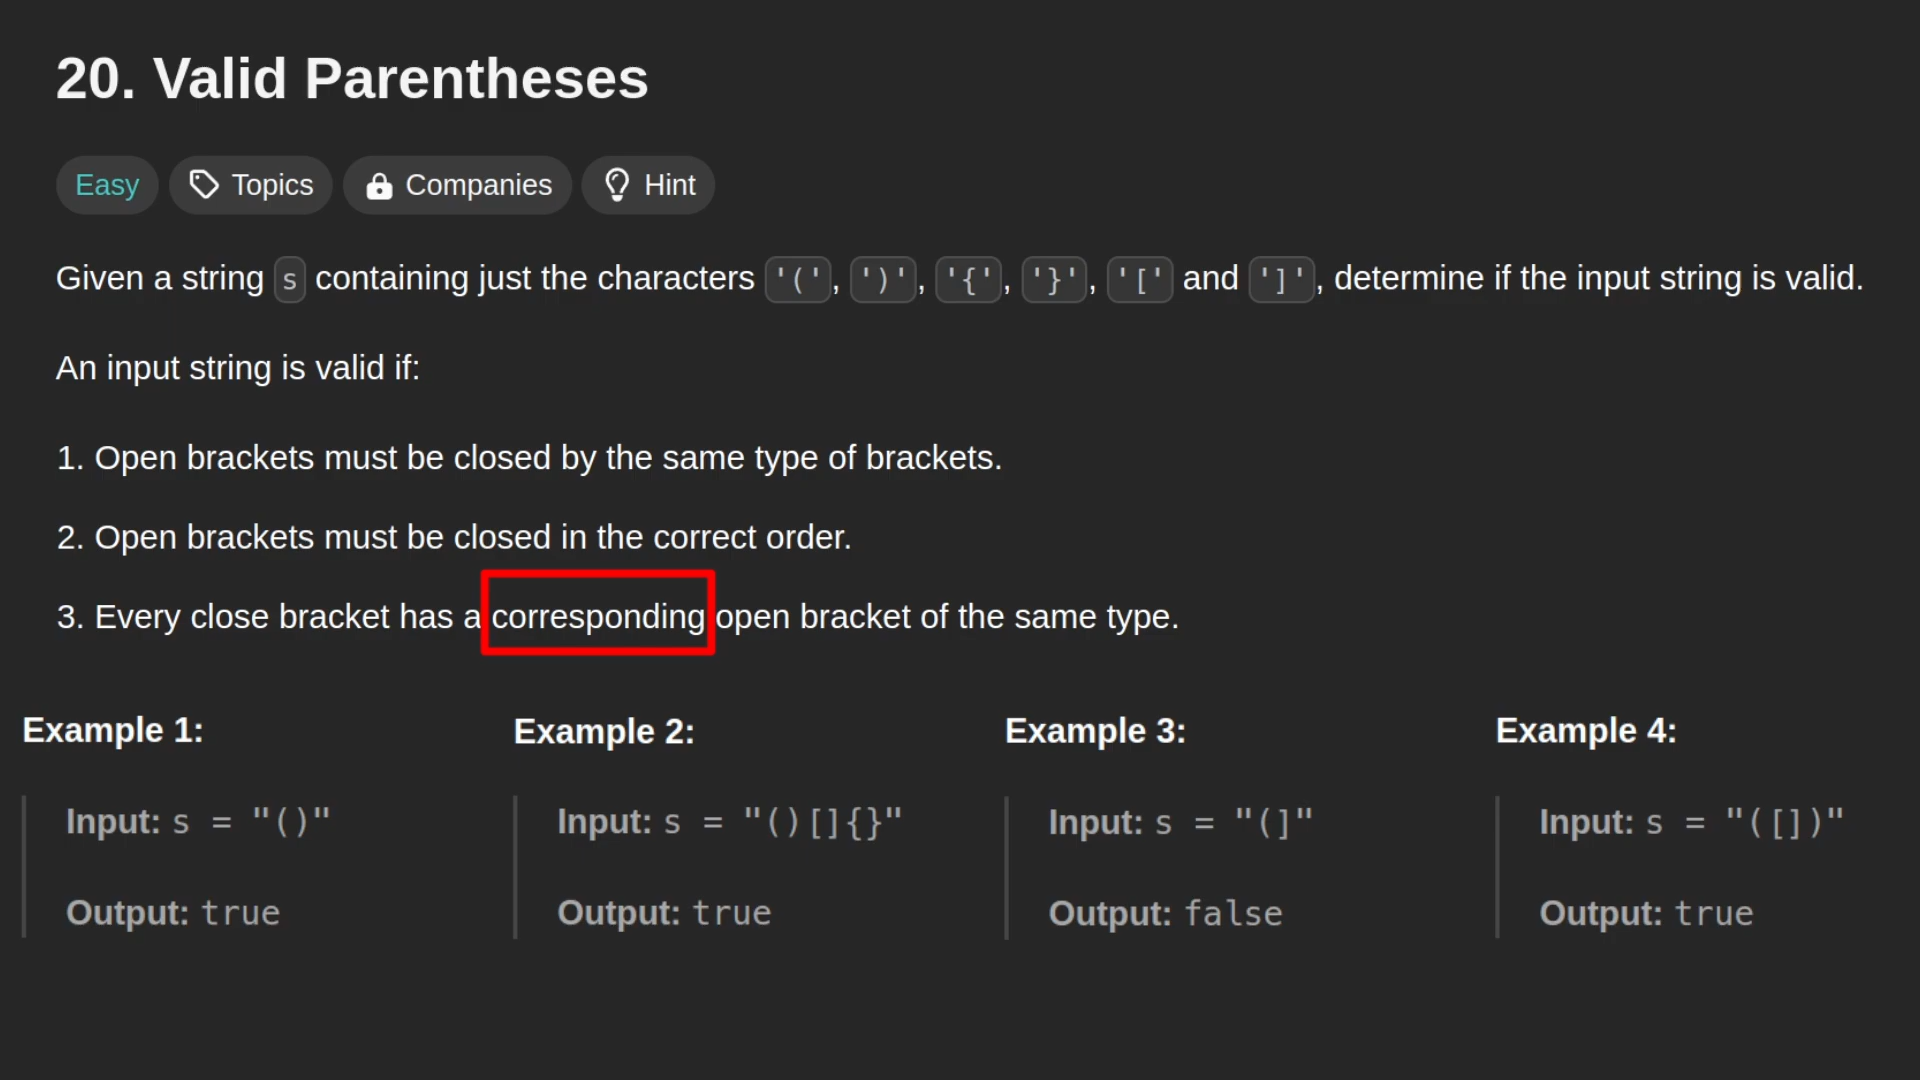 20. Valid Parentheses
Easy Topics Companies Hint
Given a string s containing just the characters '(', ')', '{', '}', '[' and ']', determine if the input string is valid.
An input string is valid if:
1. Open brackets must be closed by the same type of brackets.
2. Open brackets must be closed in the correct order.
3. Every close bracket has a corresponding open bracket of the same type.
Example 1:
Input: s = "()"
Output: true
Example 2:
Input: s = "()[]{}"
Output: true
Example 3:
Input: s = "(]"
Output: false
Example 4:
Input: s = "([])"
Output: true